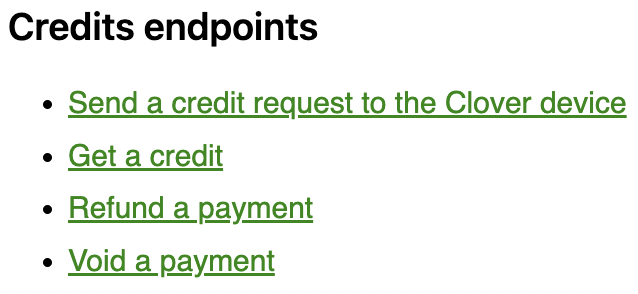 Credits endpoints
Send a credit request to the Clover device
Get a credit
Refund a payment
Void a payment